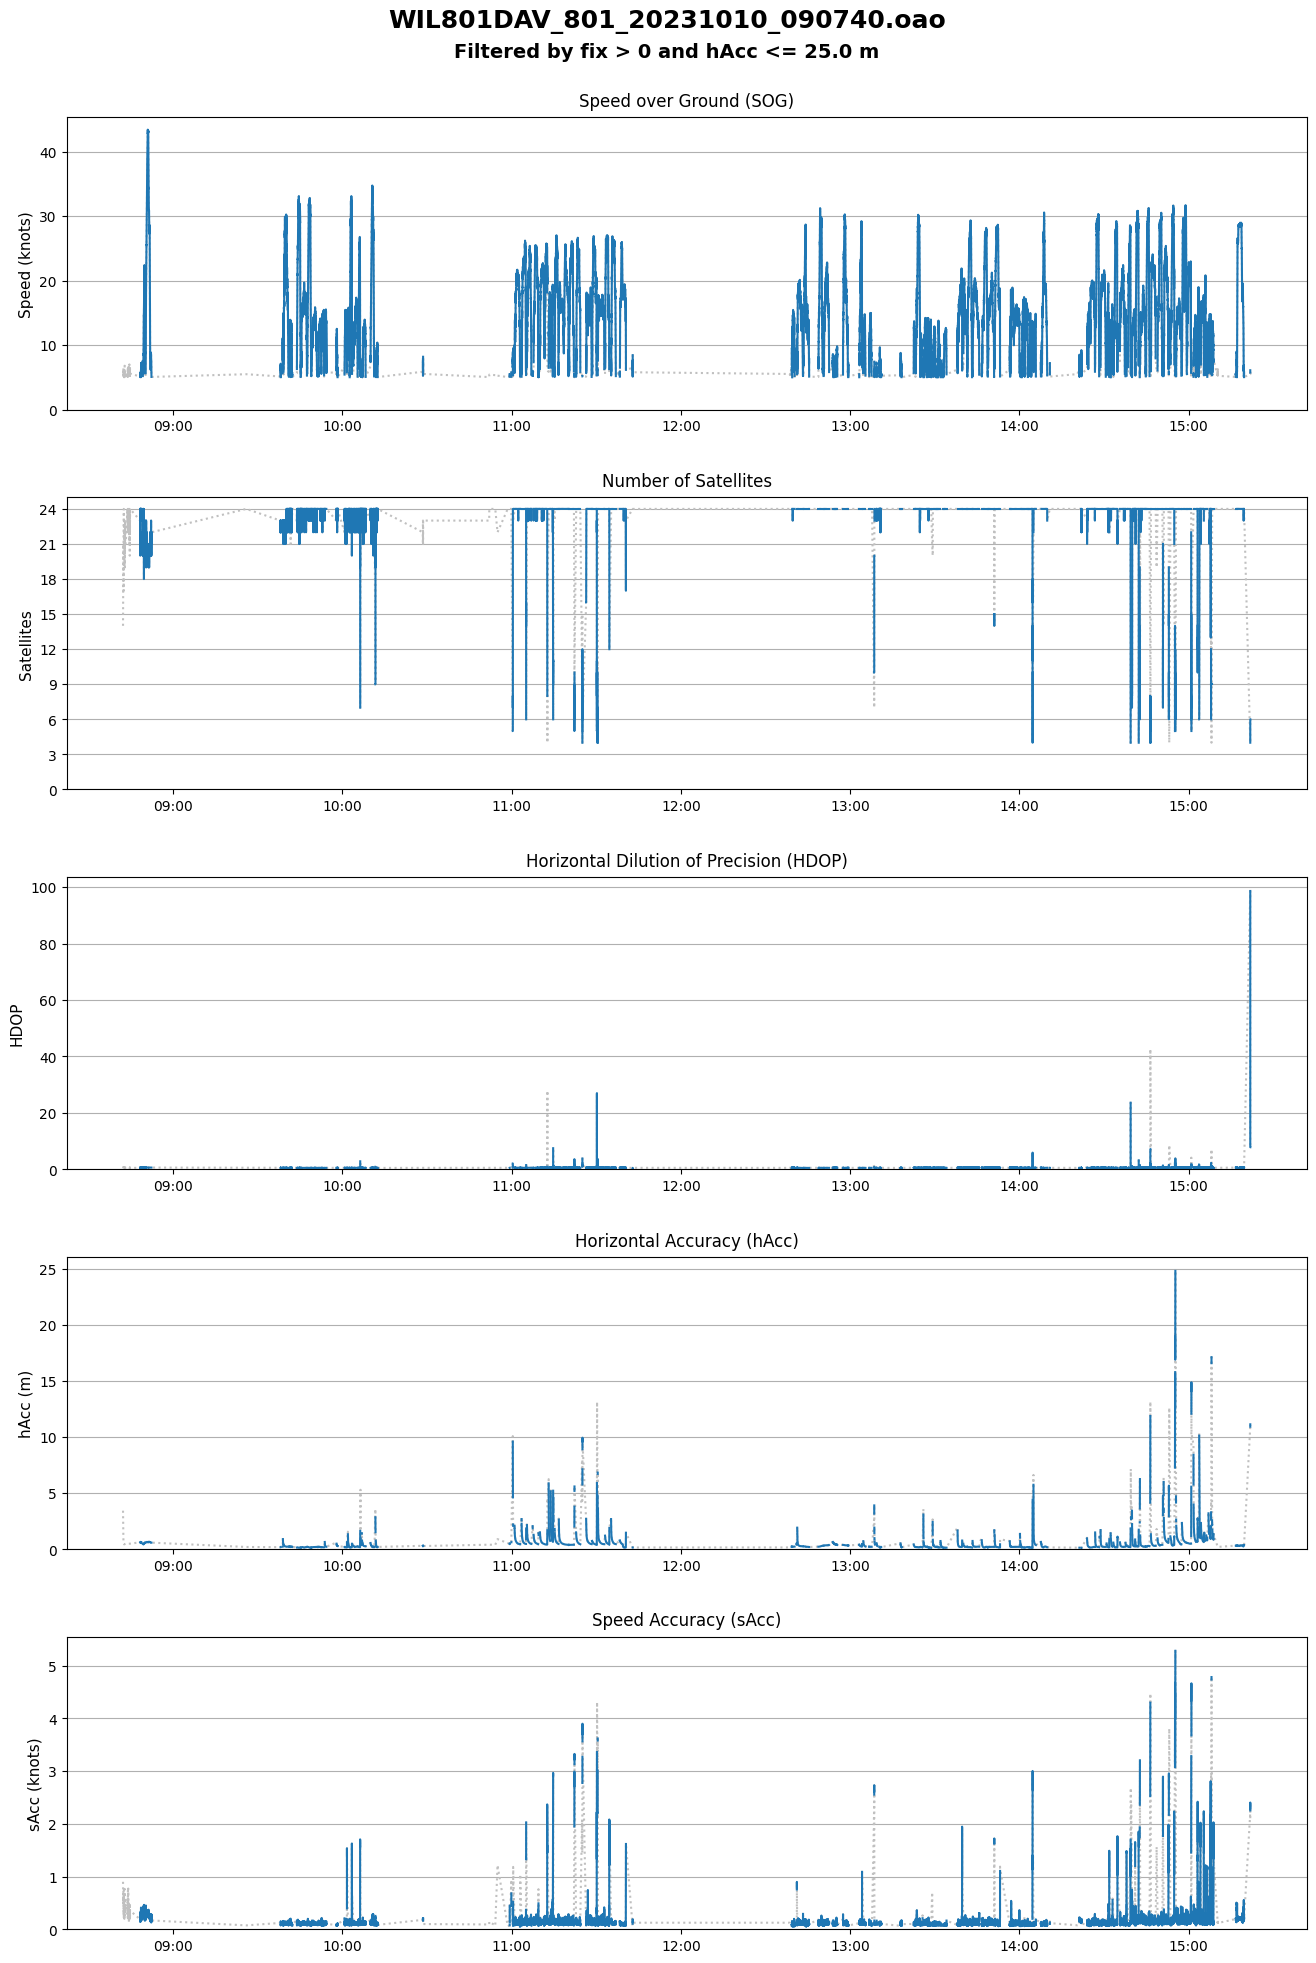 WIL801DAV_801_20231010_090740.oao
Filtered by fix > 0 and hAcc <= 25.0 m
Speed over Ground (SOG)
Speed (knots)
40
30
20
10
0
09:00 10:00 11:00 12:00 13:00 14:00 15:00
Number of Satellites
Satellites
24
21
18
15
12
9
6
3
0
09:00 10:00 11:00 12:00 13:00 14:00 15:00
Horizontal Dilution of Precision (HDOP)
HDOP
100
80
60
40
20
0
09:00 10:00 11:00 12:00 13:00 14:00 15:00
Horizontal Accuracy (hAcc)
hAcc (m)
25
20
15
10
5
0
09:00 10:00 11:00 12:00 13:00 14:00 15:00
Speed Accuracy (sAcc)
sAcc (knots)
5
4
3
2
1
0
09:00 10:00 11:00 12:00 13:00 14:00 15:00